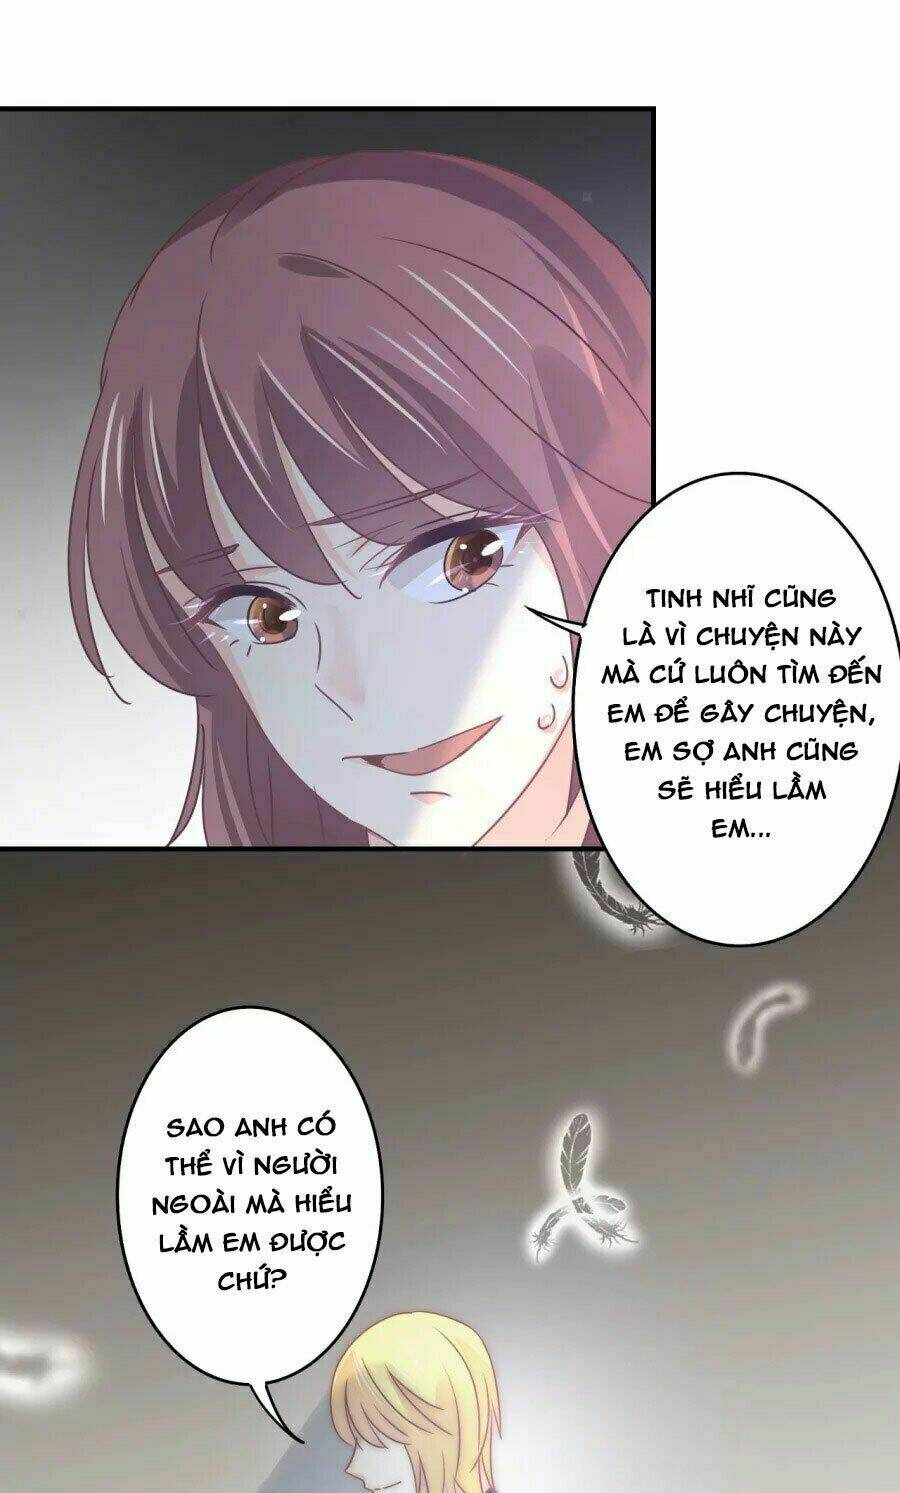 TINH NHĨ CŨNG
LÀ VÌ CHUYỆN NÀY
MÀ CỨ LUÔN TÌM ĐẾN
EM ĐỂ GÂY CHUYỆN,
EM SỢ ANH CŨNG
SẼ HIỂU LẦM
EM...
SAO ANH CÓ
THỂ VÌ NGƯỜI
NGOÀI MÀ HIỂU
LẦM EM ĐƯỢC
CHỨ?